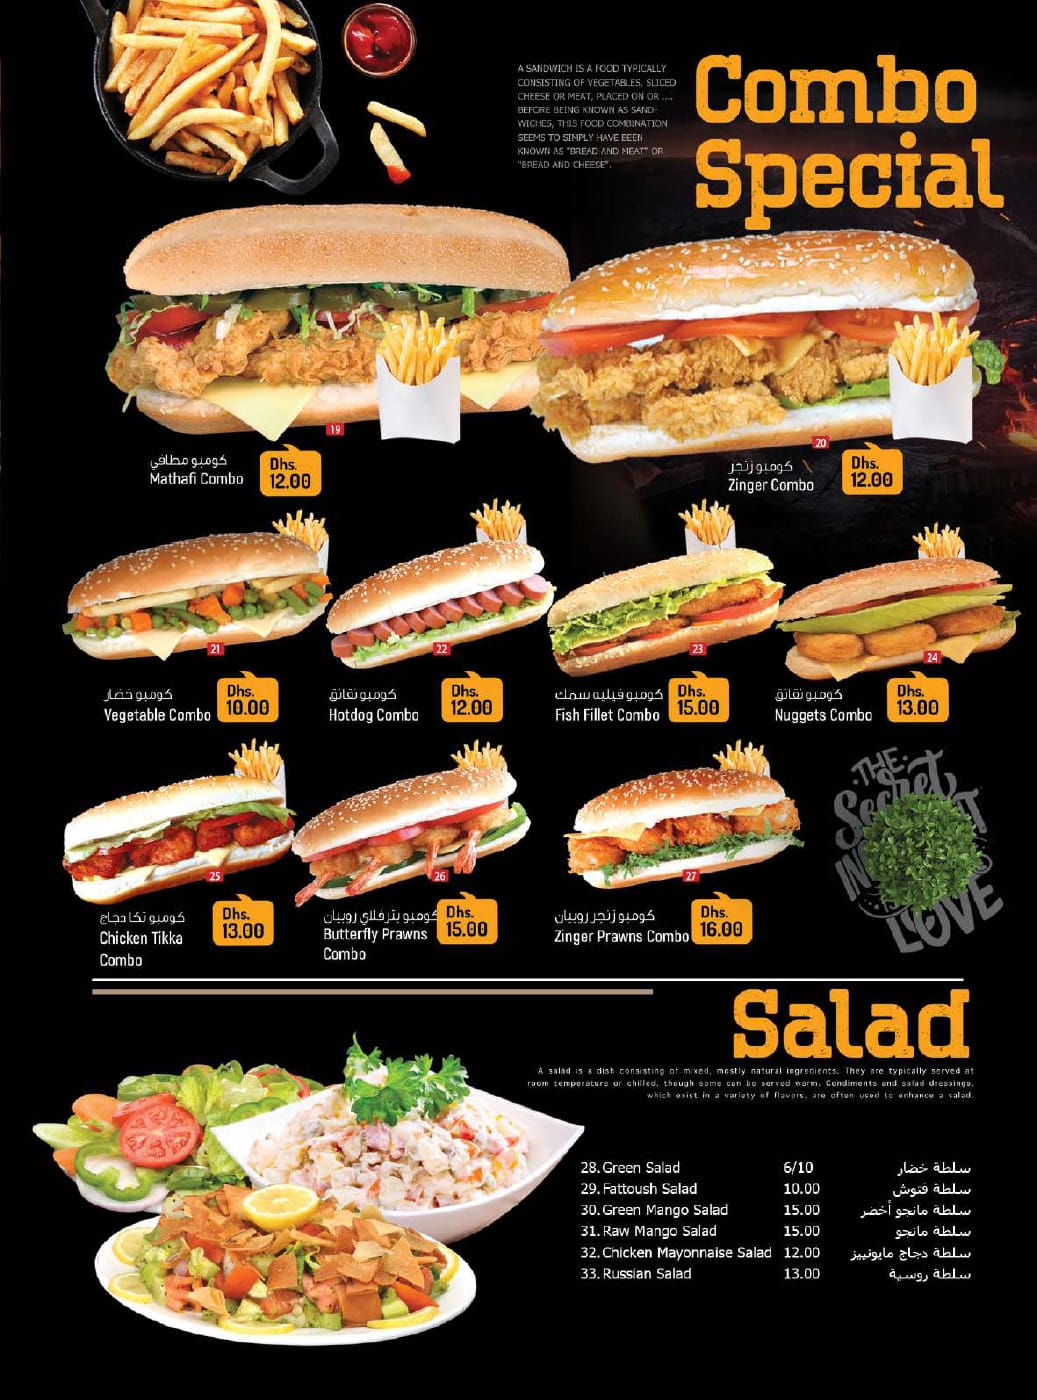 A SANDWICH IS A FOOD TYPICALLY
CONSISTING OF VEGETABLES, SLICED
CHEESE OR MEAT, PLACED ON OR ....
BEFORE BEING KNOWN AS SAND-
WICHES, THIS FOOD COMBINATION
SEEMS TO SIMPLY HAVE BEEN
KNOWN AS "BREAD AND MEAT" OR
"BREAD AND CHEESE".
Combo
Special
19
كومبو مطافي
Mathafi Combo
Dhs.
12.00
20
كومبو زنجر
Zinger Combo
Dhs.
12.00
21
كومبو خضار
Vegetable Combo
Dhs.
10.00
22
كومبو نقانق
Hotdog Combo
Dhs.
12.00
23
كومبو فيليه سمك
Fish Fillet Combo
Dhs.
15.00
24
كومبو نقانق
Nuggets Combo
Dhs.
13.00
25
كومبو تكا دجاج
Chicken Tikka
Combo
Dhs.
13.00
26
كومبو بترفلاي روبيان
Butterfly Prawns
Combo
Dhs.
15.00
27
كومبو زنجر روبيان
Zinger Prawns Combo
Dhs.
16.00
THE
Secret
LOVE
Salad
A salad is a dish consisting of mixed, mostly natural ingredients. They are typically served at
room temperature or chilled, though some can be served warm. Condiments and salad dressings,
which exist in a variety of flavors, are often used to enhance a salad.
28. Green Salad 6/10 سلطة خضار
29. Fattoush Salad 10.00 سلطة فتوش
30. Green Mango Salad 15.00 سلطة مانجو أخضر
31. Raw Mango Salad 15.00 سلطة مانجو
32. Chicken Mayonnaise Salad 12.00 سلطة دجاج مايونييز
33. Russian Salad 13.00 سلطة روسية